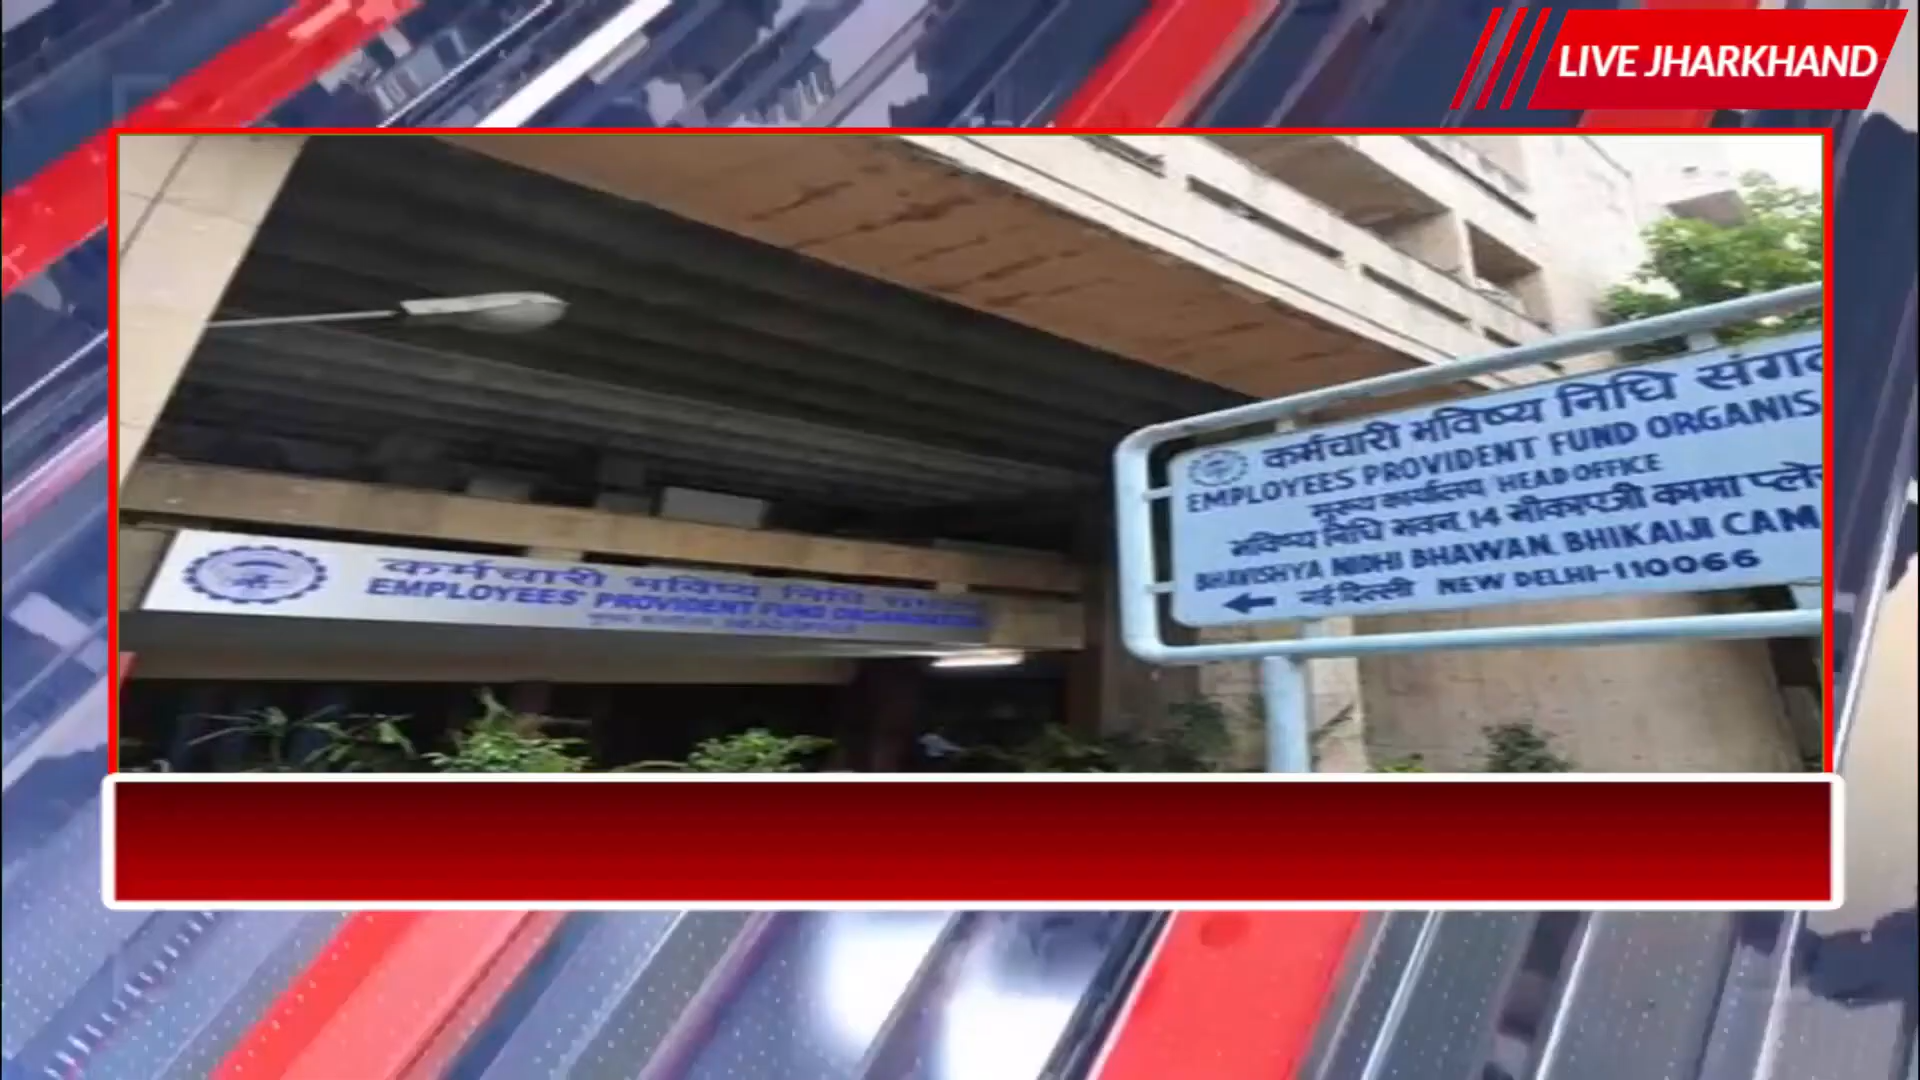 LIVE JHARKHAND
कर्मचारी भविष्य निधि संग
EMPLOYEES' PROVIDENT FUND ORGANIS
मुख्य कार्यालय HEAD OFFICE
भविष्य निधि भवन, 14 भीकाएजी कामा प्ले
BHAVISHYA NIDHI BHAWAN, BHIKAIJI CAM
नई दिल्ली NEW DELHI-110066
कर्मचारी भविष्य निधि संगठन
EMPLOYEES' PROVIDENT FUND ORGANISATION